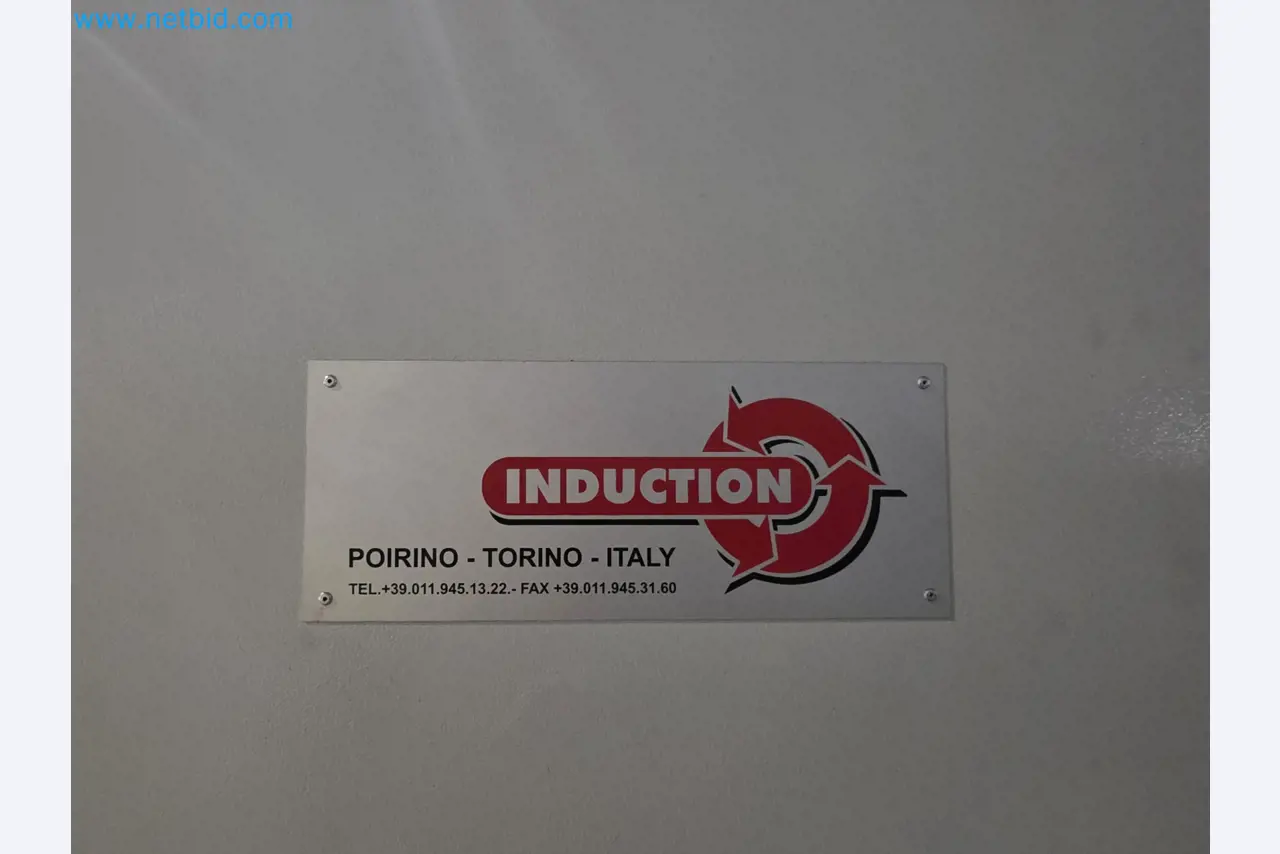 www.netbid.com
INDUCTION
POIRINO - TORINO - ITALY
TEL.+39.011.945.13.22.- FAX +39.011.945.31.60